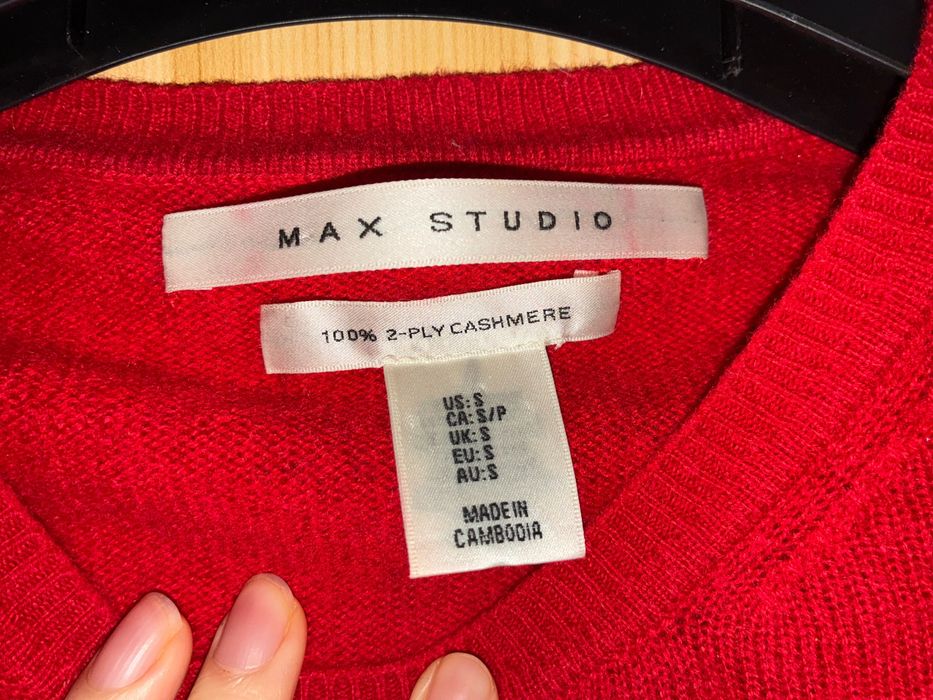 MAX STUDIO
100% 2-PLY CASHMERE
US: S
CA: S/P
UK: S
EU: S
AU: S
MADE IN
CAMBODIA